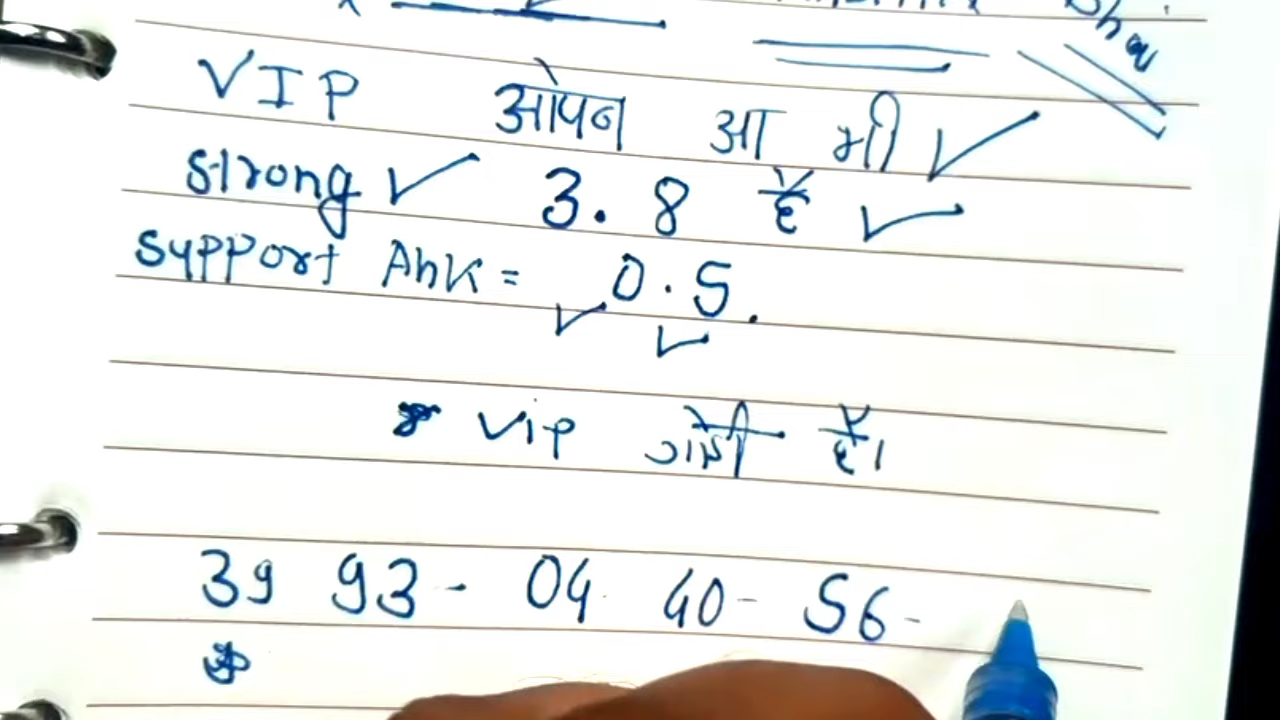 VIP ओपन आ गी ✓
Strong ✓ 3. 8 है ✓
Support Ank = 0. 5.
✓ ✓
Vip है।
39 93 - 04 40 - 56 -